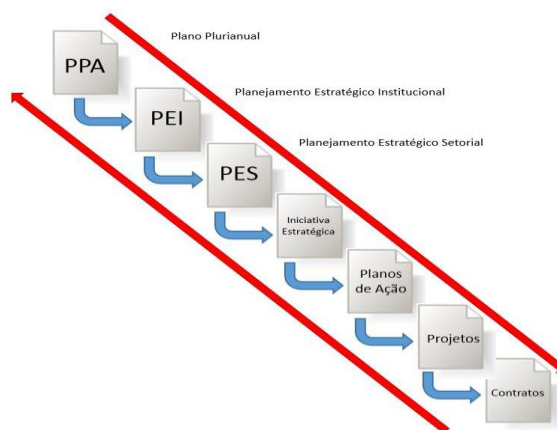 Plano Plurianual
PPA
Planejamento Estratégico Institucional
PEI
Planejamento Estratégico Setorial
PES
Iniciativa
Estratégica
Planos
de Ação
Projetos
Contratos